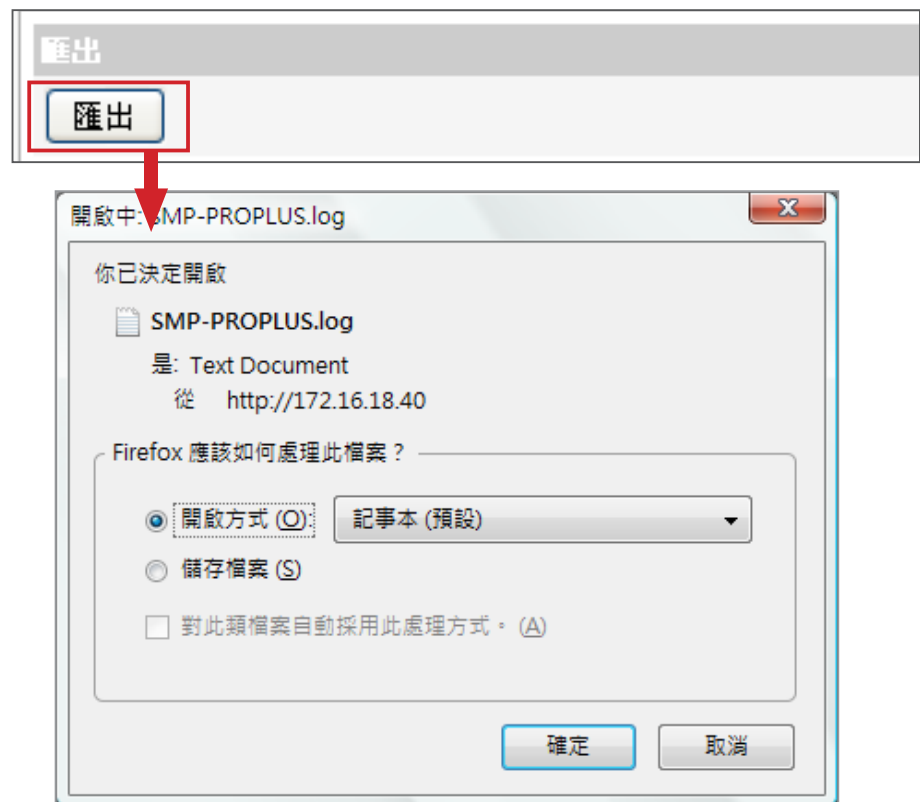 匯出
匯出
開啟中: SMP-PROPLUS.log
你已決定開啟
SMP-PROPLUS.log
是: Text Document
從 http://172.16.18.40
Firefox 應該如何處理此檔案？
開啟方式 (O): 記事本 (預設)
儲存檔案 (S)
對此類檔案自動採用此處理方式。 (A)
確定 取消